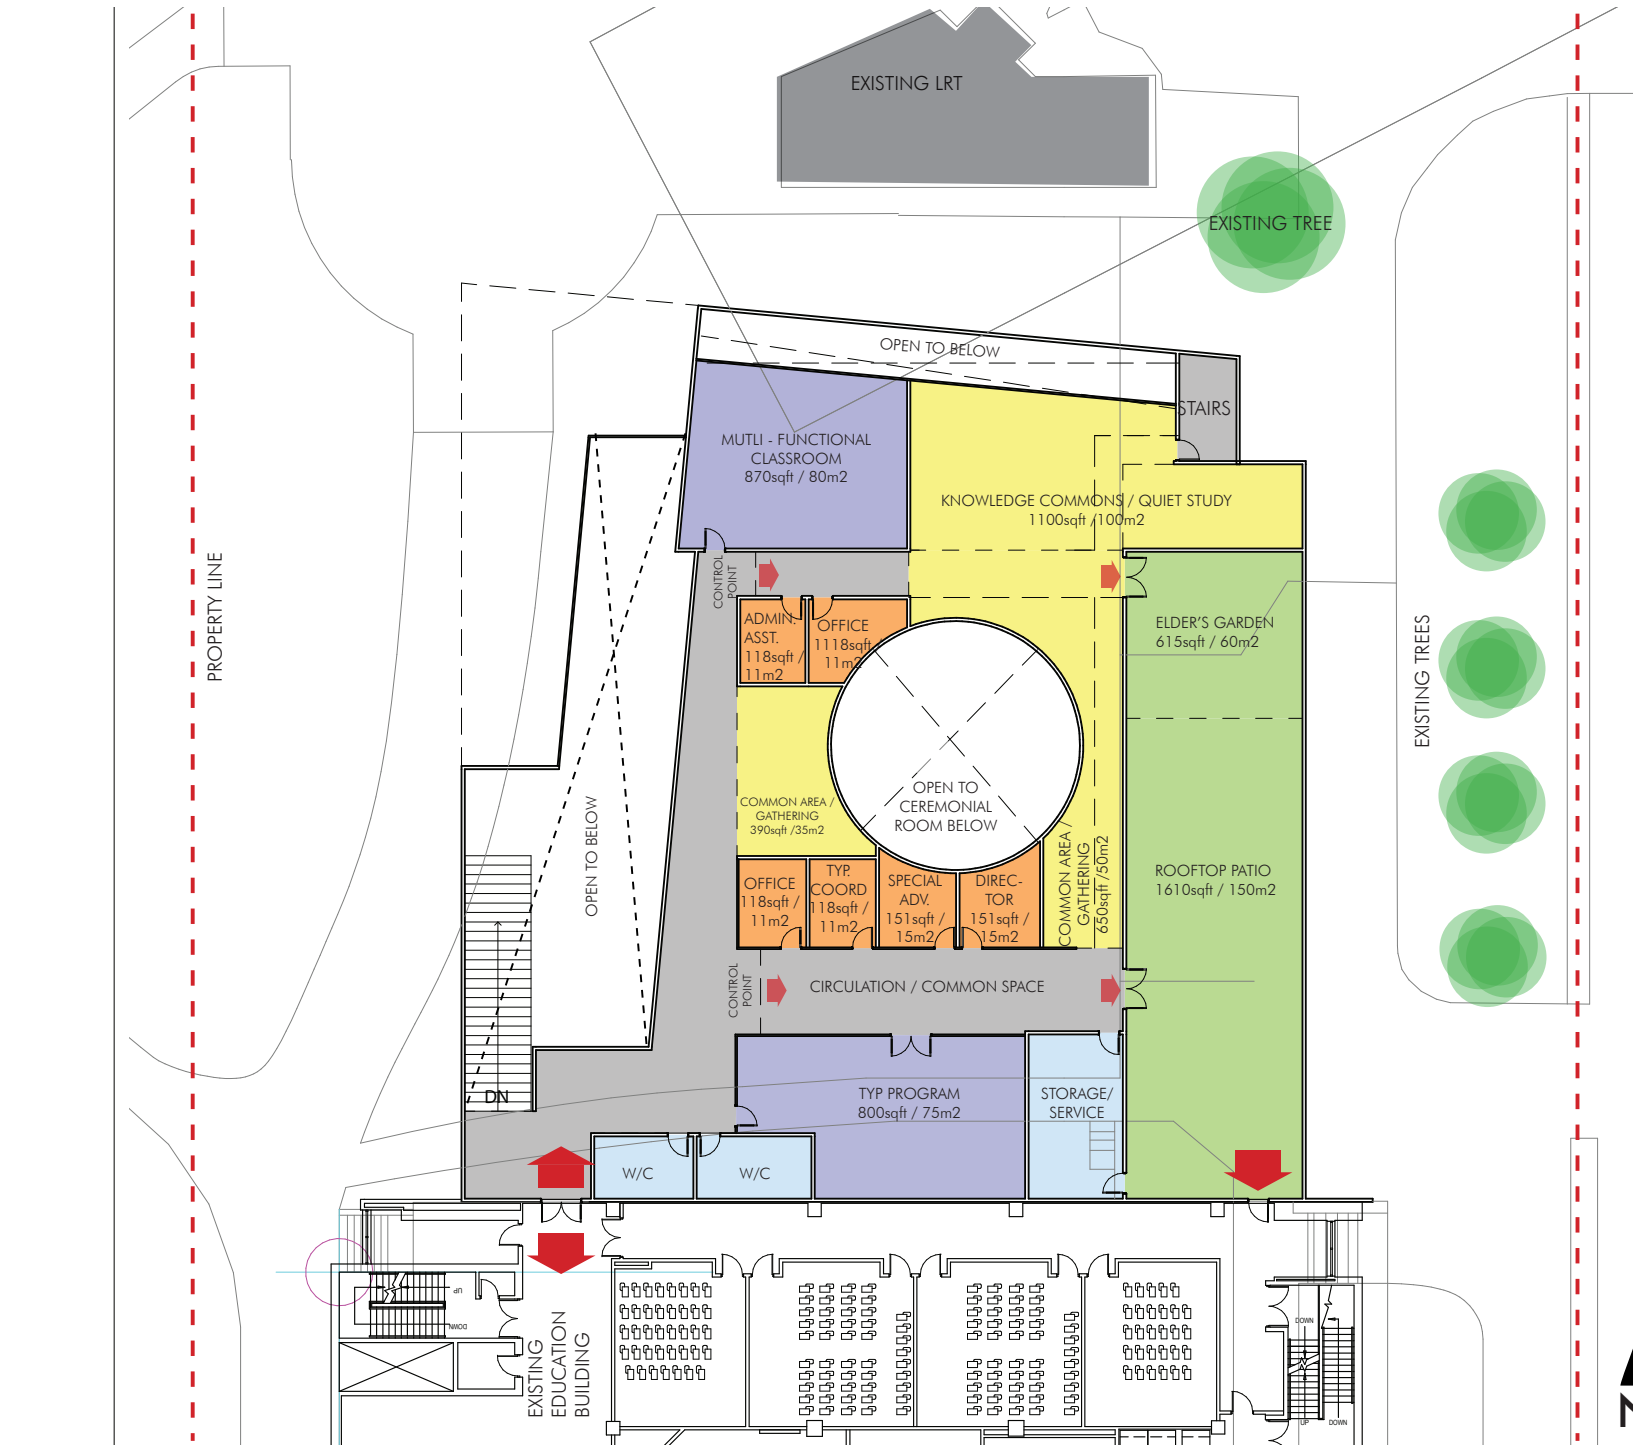 EXISTING LRT
EXISTING TREE
OPEN TO BELOW
STAIRS
MUTLI - FUNCTIONAL
CLASSROOM
870sqft / 80m2
KNOWLEDGE COMMONS / QUIET STUDY
1100sqft /100m2
PROPERTY LINE
CONTROL
POINT
ADMIN.
ASST.
118sqft /
11m2
OFFICE
1118sqft /
11m2
ELDER'S GARDEN
615sqft / 60m2
EXISTING TREES
OPEN TO BELOW
COMMON AREA /
GATHERING
390sqft /35m2
OPEN TO
CEREMONIAL
ROOM BELOW
COMMON AREA /
GATHERING
650sqft /50m2
ROOFTOP PATIO
1610sqft / 150m2
OFFICE
118sqft /
11m2
TYP.
COORD
118sqft /
11m2
SPECIAL
ADV.
151sqft /
15m2
DIREC-
TOR
151sqft /
15m2
CONTROL
POINT
CIRCULATION / COMMON SPACE
DN
TYP PROGRAM
800sqft / 75m2
STORAGE/
SERVICE
W/C
W/C
UP
DOWN
EXISTING
EDUCATION
BUILDING
DOWN
UP
DOWN